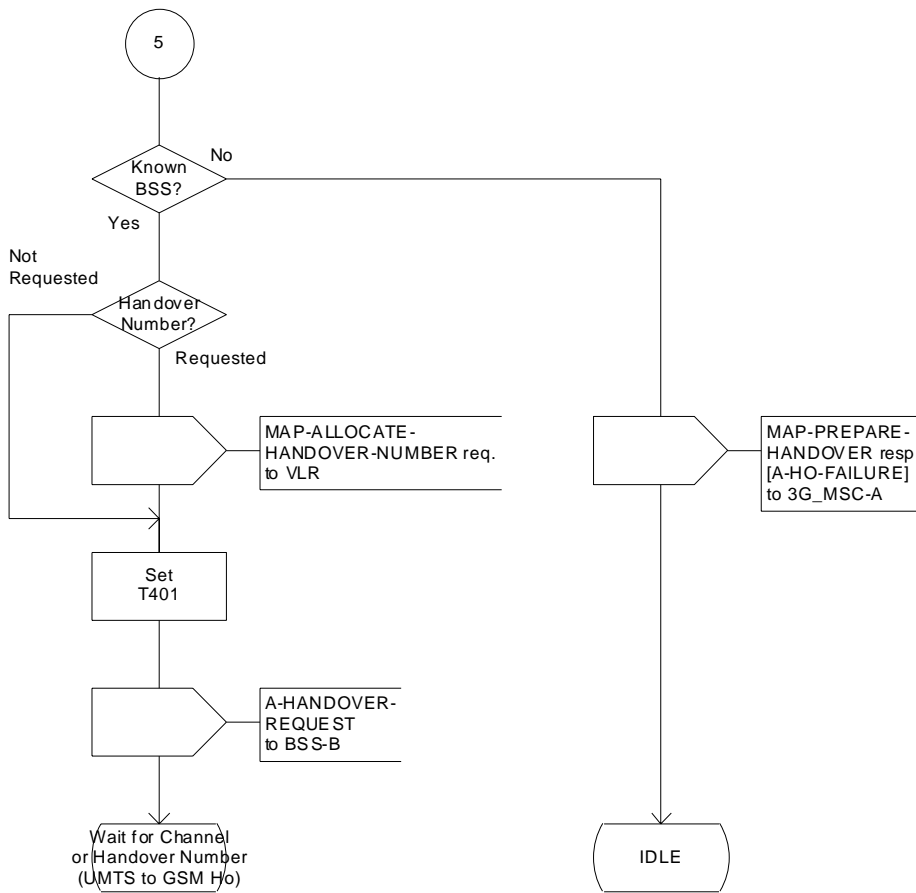 5
Known
BSS?
No
Yes
Not
Requested
Handover
Number?
Requested
MAP-ALLOCATE-
HANDOVER-NUMBER req.
to VLR
MAP-PREPARE-
HANDOVER resp
[A-HO-FAILURE]
to 3G_MSC-A
Set
T401
A-HANDOVER-
REQUEST
to BSS-B
Wait for Channel
or Handover Number
(UMTS to GSM Ho)
IDLE